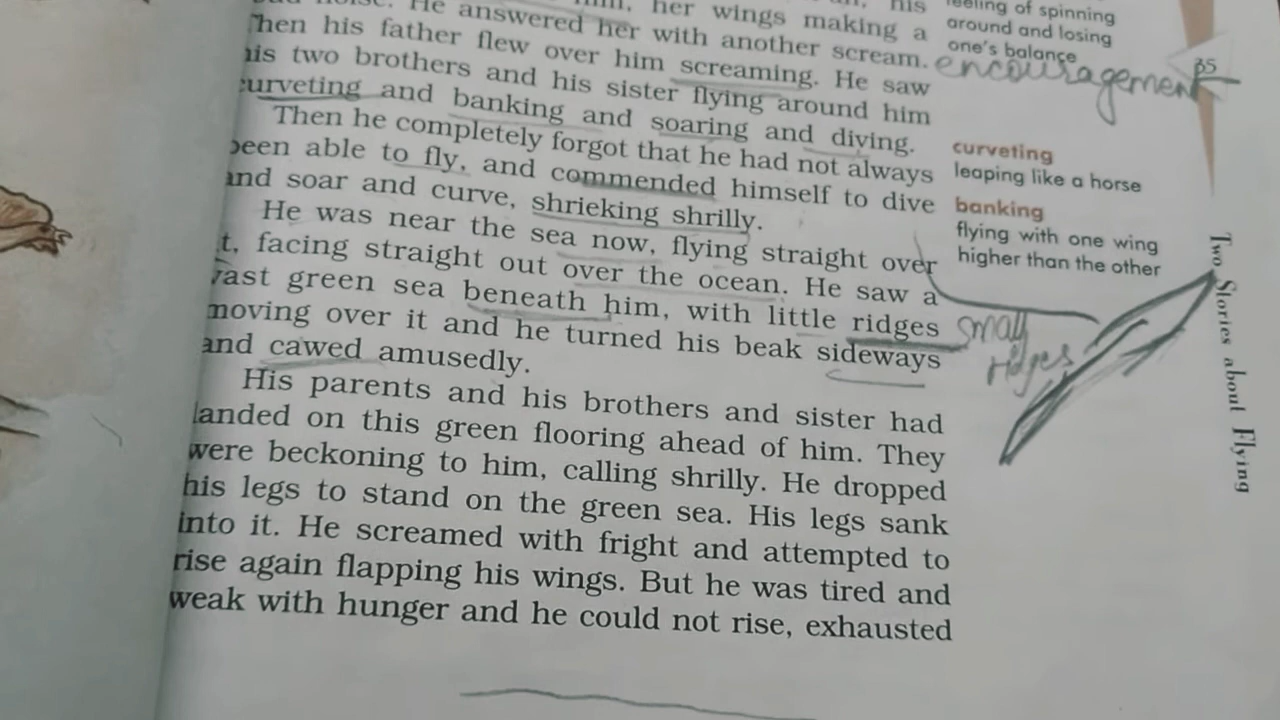 him, her wings making a
noise. He answered her with another scream.
Then his father flew over him screaming. He saw
his two brothers and his sister flying around him
curveting and banking and soaring and diving.
Then he completely forgot that he had not always
been able to fly, and commended himself to dive
and soar and curve, shrieking shrilly.
He was near the sea now, flying straight over
it, facing straight out over the ocean. He saw a
vast green sea beneath him, with little ridges
moving over it and he turned his beak sideways
and cawed amusedly.
His parents and his brothers and sister had
landed on this green flooring ahead of him. They
were beckoning to him, calling shrilly. He dropped
his legs to stand on the green sea. His legs sank
into it. He screamed with fright and attempted to
rise again flapping his wings. But he was tired and
weak with hunger and he could not rise, exhausted
feeling of spinning
around and losing
one's balance
encouragement
35
curveting
leaping like a horse
banking
flying with one wing
higher than the other
small
ridges
Two Stories about Flying